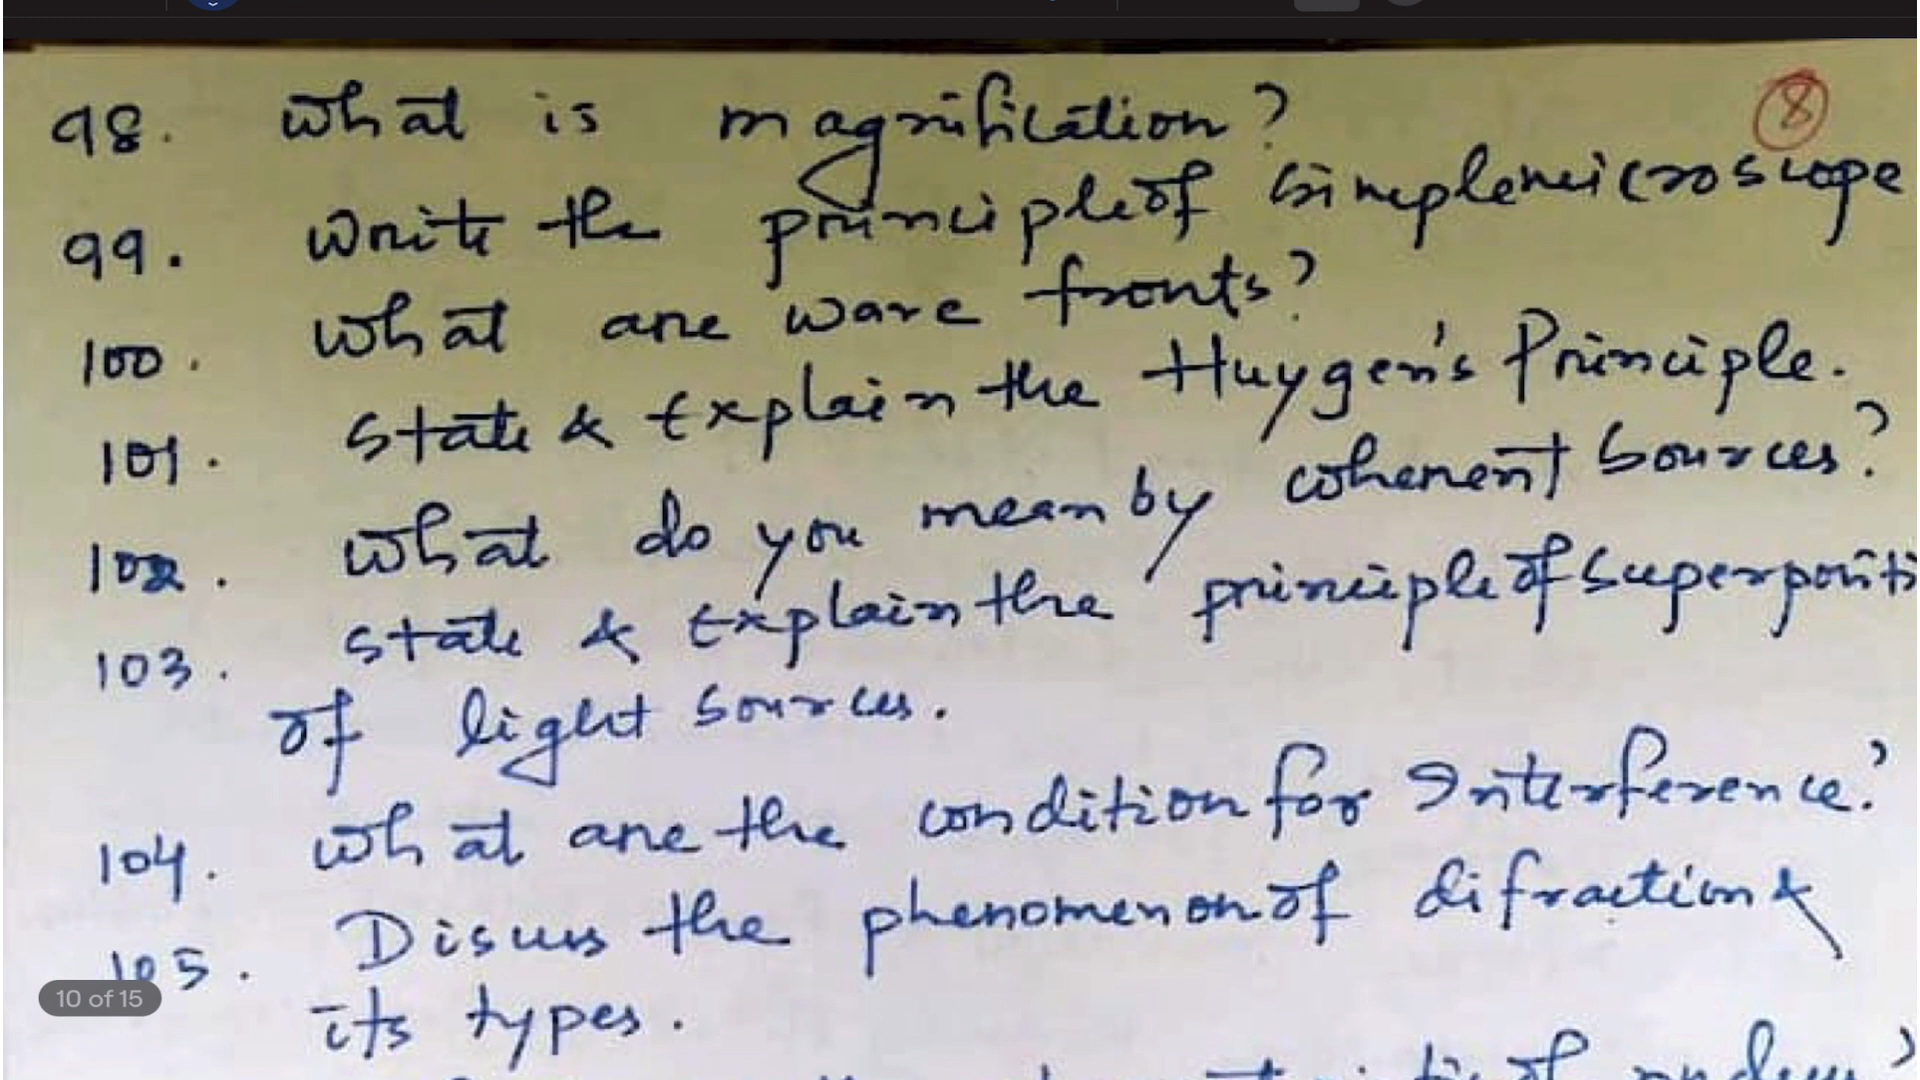 8
98. What is magnification?
99. Write the principle of simple microscope
100. What are wave fronts?
101. State & Explain the Huygen's Principle.
102. What do you mean by coherent sources?
103. State & Explain the principle of superpositi
of light sources.
104. What are the condition for Interference?
105. Discuss the phenomenon of difraction &
its types.
10 of 15